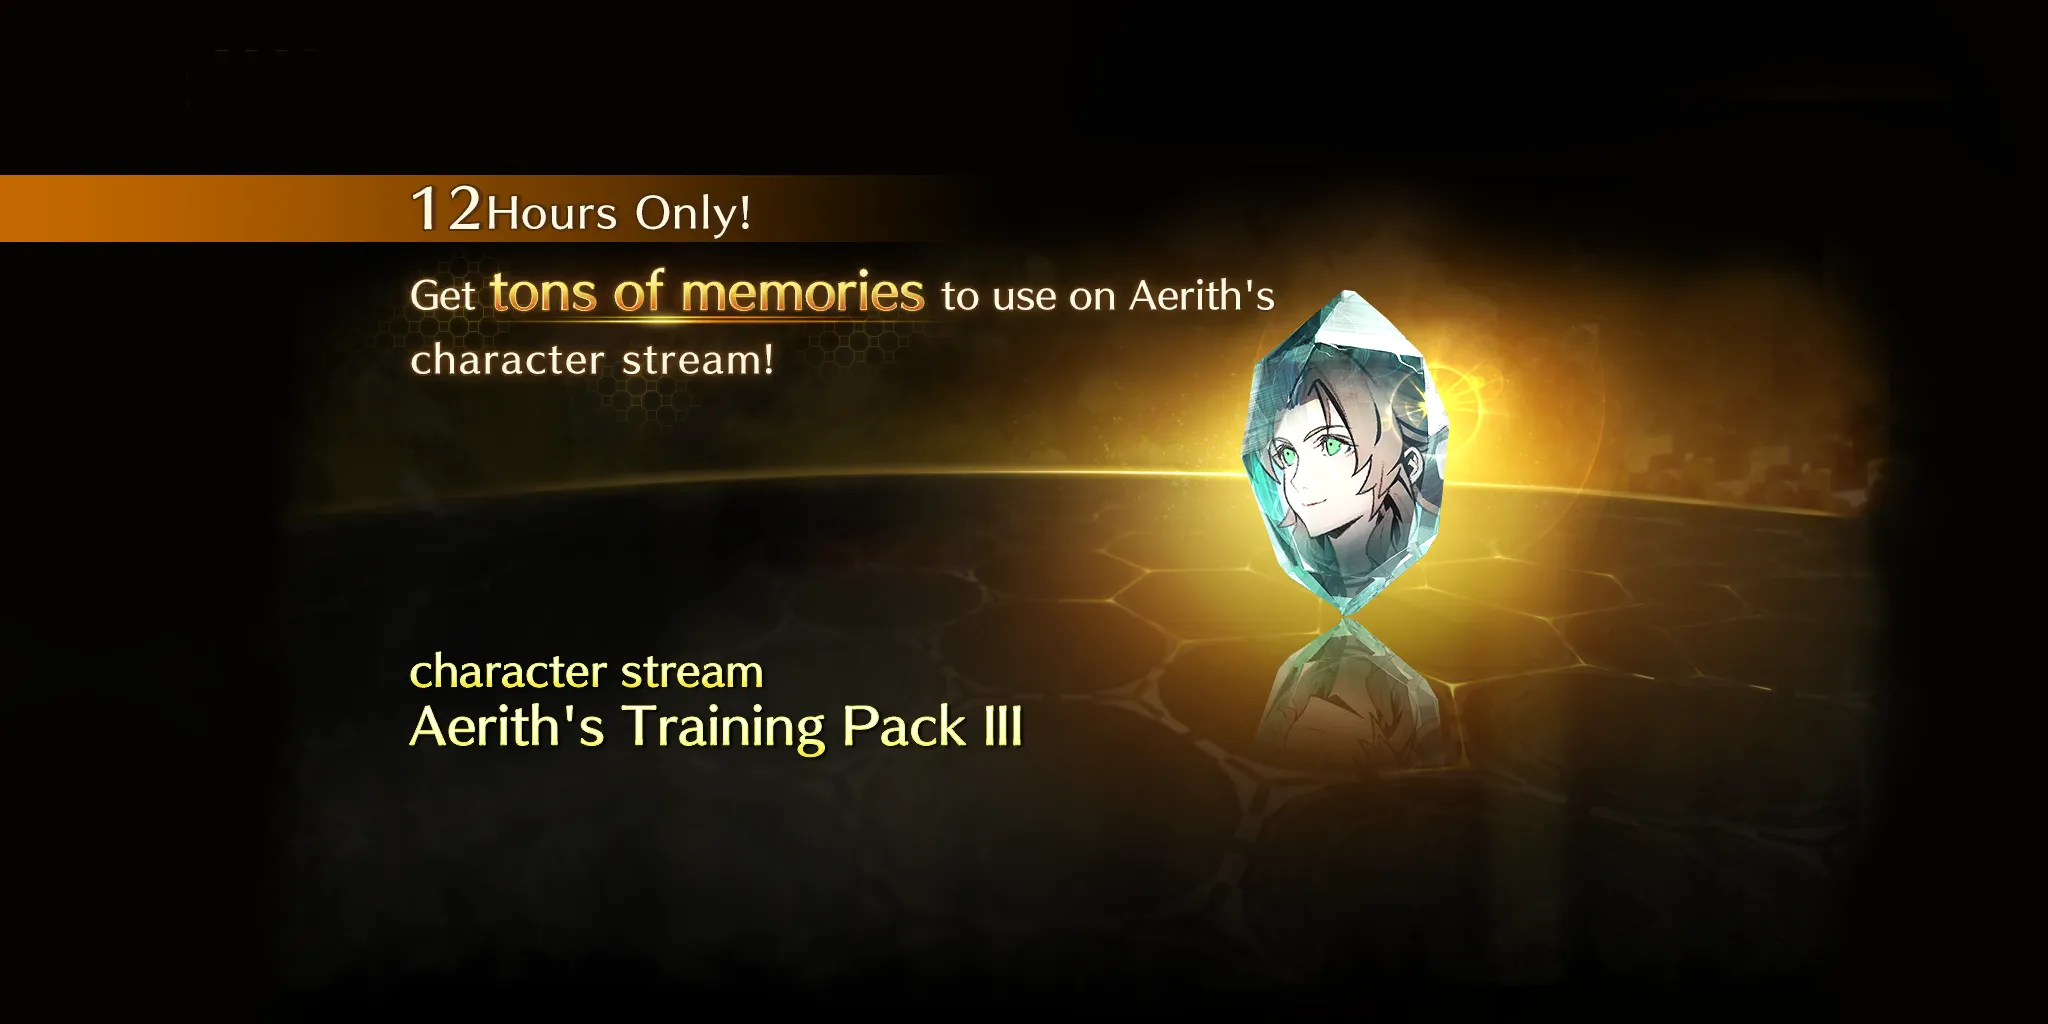 12Hours Only!
Get tons of memories to use on Aerith's
character stream!
character stream
Aerith's Training Pack III